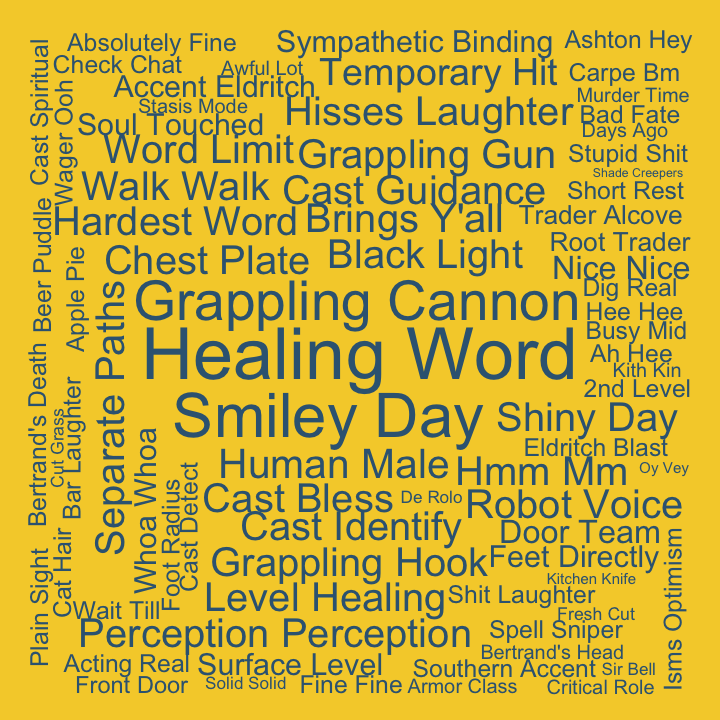 Absolutely Fine
Sympathetic Binding
Ashton Hey
Check Chat
Awful Lot
Temporary Hit
Carpe Bm
Accent Eldritch
Murder Time
Stasis Mode
Hisses Laughter
Bad Fate
Soul Touched
Days Ago
Word Limit
Grappling Gun
Stupid Shit
Shade Creepers
Walk Walk
Cast Guidance
Short Rest
Hardest Word
Brings Y'all
Trader Alcove
Chest Plate
Black Light
Root Trader
Nice Nice
Grappling Cannon
Dig Real
Hee Hee
Busy Mid
Healing Word
Ah Hee
Kith Kin
2nd Level
Smiley Day
Shiny Day
Eldritch Blast
Human Male
Hmm Mm
Oy Vey
Cast Bless
De Rolo
Robot Voice
Cast Identify
Door Team
Grappling Hook
Feet Directly
Kitchen Knife
Level Healing
Shit Laughter
Wait Till
Fresh Cut
Perception Perception
Spell Sniper
Bertrand's Head
Acting Real
Surface Level
Southern Accent
Sir Bell
Front Door
Solid Solid
Fine Fine
Armor Class
Critical Role
Cast Spiritual
Wager Ooh
Beer Puddle
Apple Pie
Separate Paths
Bertrand's Death
Cut Grass
Bar Laughter
Whoa Whoa
Foot Radius
Cast Detect
Plain Sight
Cat Hair
Isms Optimism